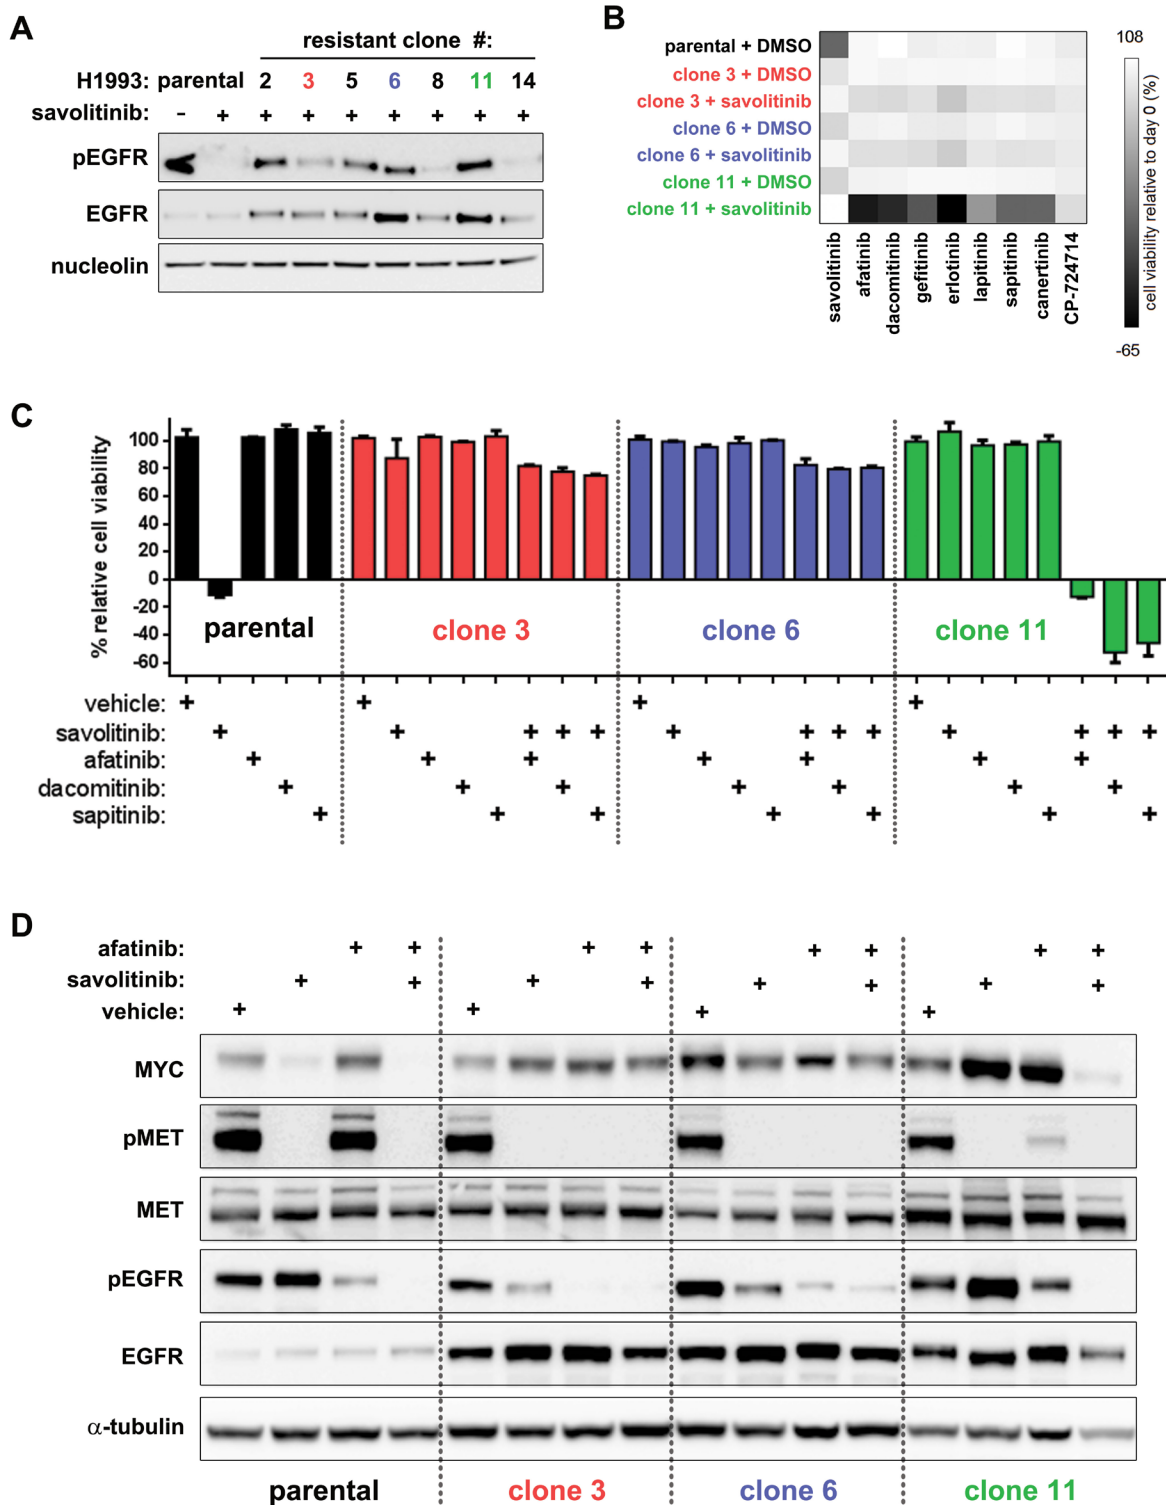 A
resistant clone #:
H1993: parental 2 3 5 6 8 11 14
savolitinib: - + + + + + + + +
pEGFR
EGFR
nucleolin
B
parental + DMSO
clone 3 + DMSO
clone 3 + savolitinib
clone 6 + DMSO
clone 6 + savolitinib
clone 11 + DMSO
clone 11 + savolitinib
savolitinib
afatinib
dacomitinib
gefitinib
erlotinib
lapitinib
sapitinib
canertinib
CP-724714
108
-65
cell viability relative to day 0 (%)
C
% relative cell viability
100
80
60
40
20
0
-20
-40
-60
parental clone 3 clone 6 clone 11
vehicle: + + + +
savolitinib: + + + + + + + + + + + + +
afatinib: + + + + + + +
dacomitinib: + + + + + + +
sapitinib: + + + + + + +
D
afatinib: + + + + + + + +
savolitinib: + + + + + + + +
vehicle: + + + +
MYC
pMET
MET
pEGFR
EGFR
α-tubulin
parental clone 3 clone 6 clone 11